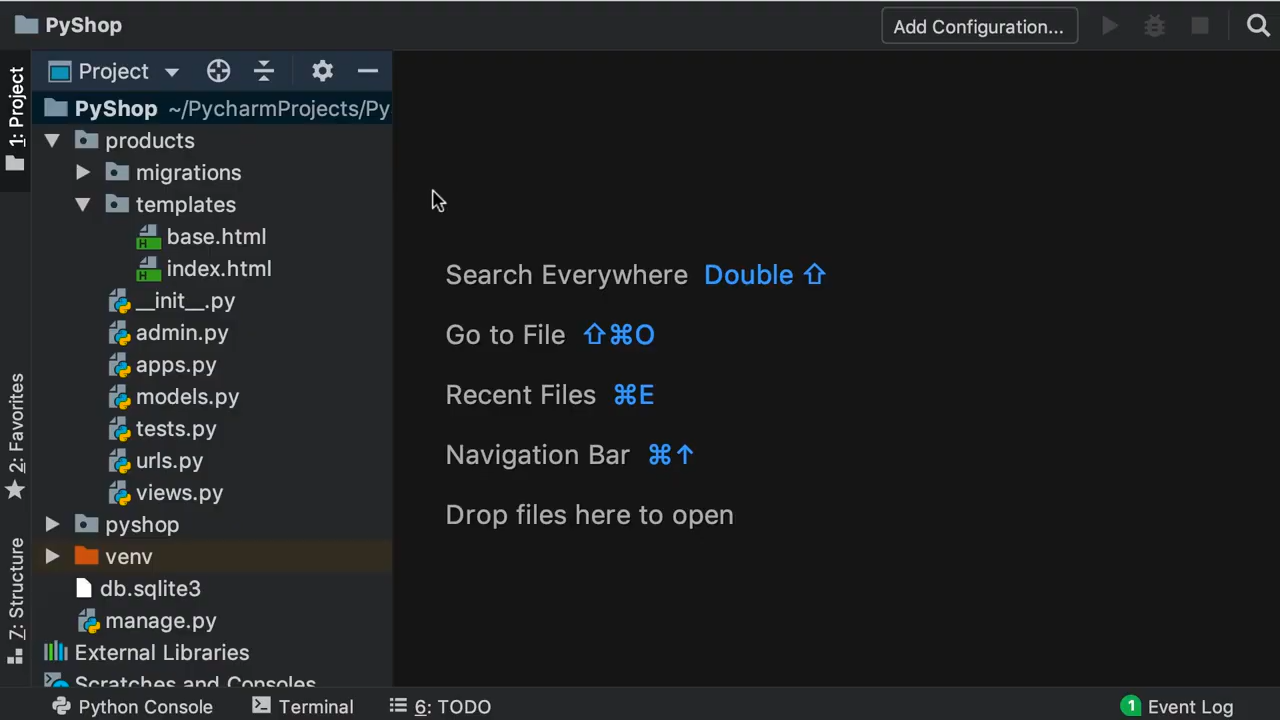 PyShop
Add Configuration...
1: Project
Project
PyShop ~/PycharmProjects/Py
products
migrations
templates
base.html
index.html
__init__.py
admin.py
apps.py
models.py
tests.py
urls.py
views.py
pyshop
venv
db.sqlite3
manage.py
External Libraries
Scratches and Consoles
Search Everywhere Double ⇧
Go to File ⇧⌘O
Recent Files ⌘E
Navigation Bar ⌘↑
Drop files here to open
2: Favorites
7: Structure
Python Console
Terminal
6: TODO
1 Event Log